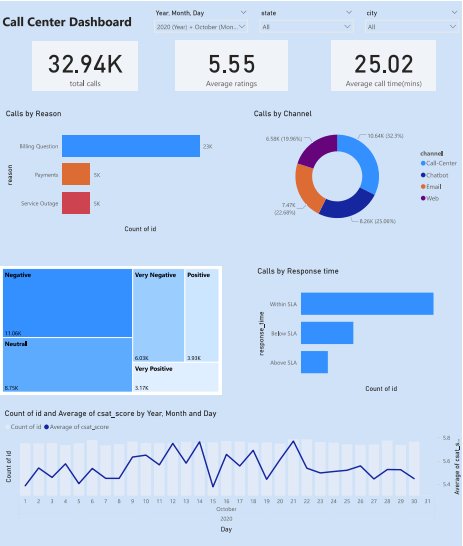 Call Center Dashboard
Year, Month, Day
2020 (Year) + October (Mon...
state
All
city
All
32.94K
total calls
5.55
Average ratings
25.02
Average call time(mins)
Calls by Reason
reason
Billing Question
23K
Payments
5K
Service Outage
5K
Count of id
Calls by Channel
6.58K (19.96%)
10.64K (32.3%)
7.47K
(22.68%)
8.26K (25.06%)
channel
Call-Center
Chatbot
Email
Web
Negative
11.06K
Neutral
8.75K
Very Negative
6.03K
Positive
3.93K
Very Positive
3.17K
Calls by Response time
response_time
Within SLA
Below SLA
Above SLA
Count of id
Count of id and Average of csat_score by Year, Month and Day
Count of id
Average of csat_score
Count of id
5.8
5.6
5.4
Average of csat_s...
1 2 3 4 5 6 7 8 9 10 11 12 13 14 15 16 17 18 19 20 21 22 23 24 25 26 27 28 29 30 31
October
2020
Day